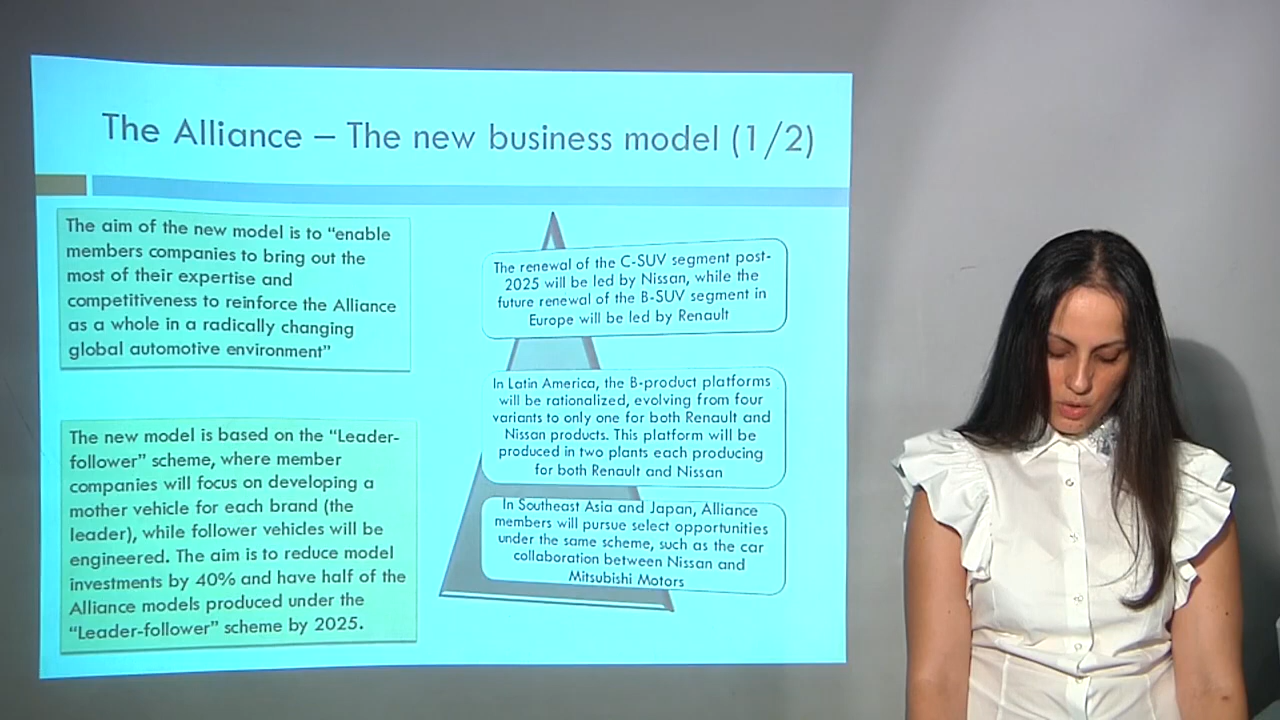 The Alliance – The new business model (1/2)
The aim of the new model is to “enable
members companies to bring out the
most of their expertise and
competitiveness to reinforce the Alliance
as a whole in a radically changing
global automotive environment”
The new model is based on the “Leader-
follower” scheme, where member
companies will focus on developing a
mother vehicle for each brand (the
leader), while follower vehicles will be
engineered. The aim is to reduce model
investments by 40% and have half of the
Alliance models produced under the
“Leader-follower” scheme by 2025.
The renewal of the C-SUV segment post-
2025 will be led by Nissan, while the
future renewal of the B-SUV segment in
Europe will be led by Renault
In Latin America, the B-product platforms
will be rationalized, evolving from four
variants to only one for both Renault and
Nissan products. This platform will be
produced in two plants each producing
for both Renault and Nissan
In Southeast Asia and Japan, Alliance
members will pursue select opportunities
under the same scheme, such as the car
collaboration between Nissan and
Mitsubishi Motors